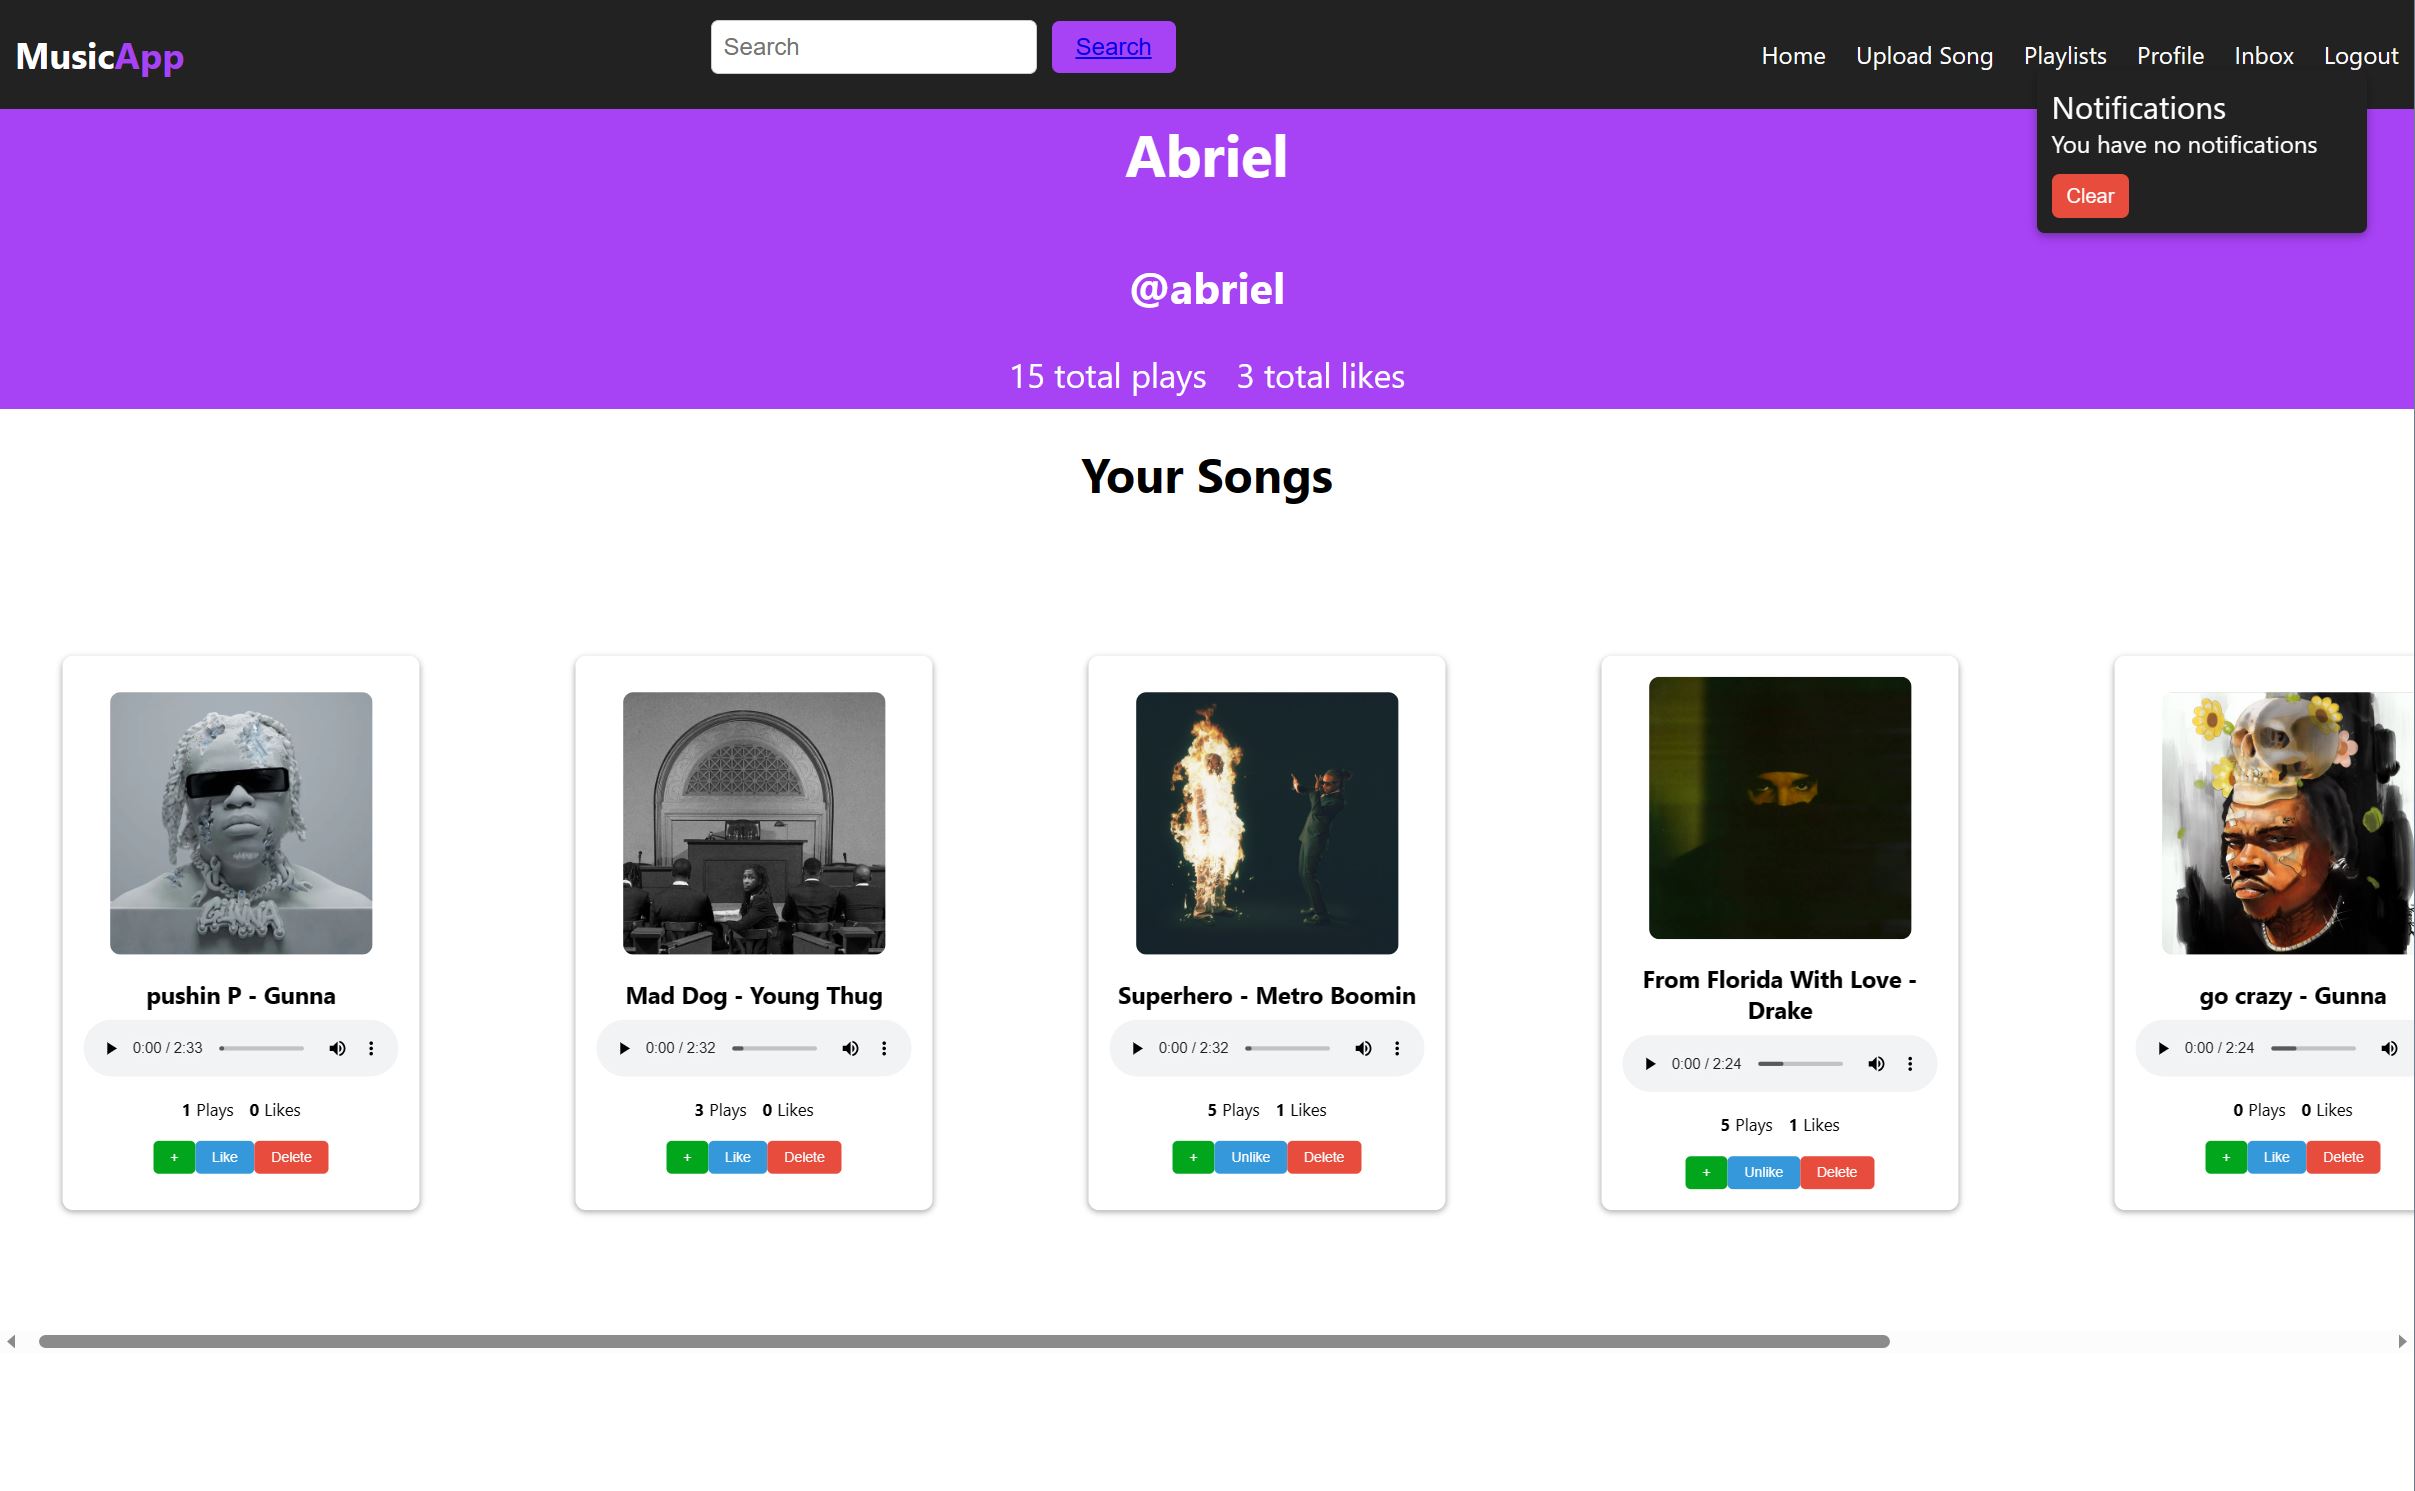 MusicApp
Search
Search
Home
Upload Song
Playlists
Profile
Inbox
Logout
Notifications
You have no notifications
Clear
Abriel
@abriel
15 total plays 3 total likes
Your Songs
GUNNA
pushin P - Gunna
0:00 / 2:33
1 Plays 0 Likes
+ Like Delete
Mad Dog - Young Thug
0:00 / 2:32
3 Plays 0 Likes
+ Like Delete
Superhero - Metro Boomin
0:00 / 2:32
5 Plays 1 Likes
+ Unlike Delete
From Florida With Love -
Drake
0:00 / 2:24
5 Plays 1 Likes
+ Unlike Delete
go crazy - Gunna
0:00 / 2:24
0 Plays 0 Likes
+ Like Delete